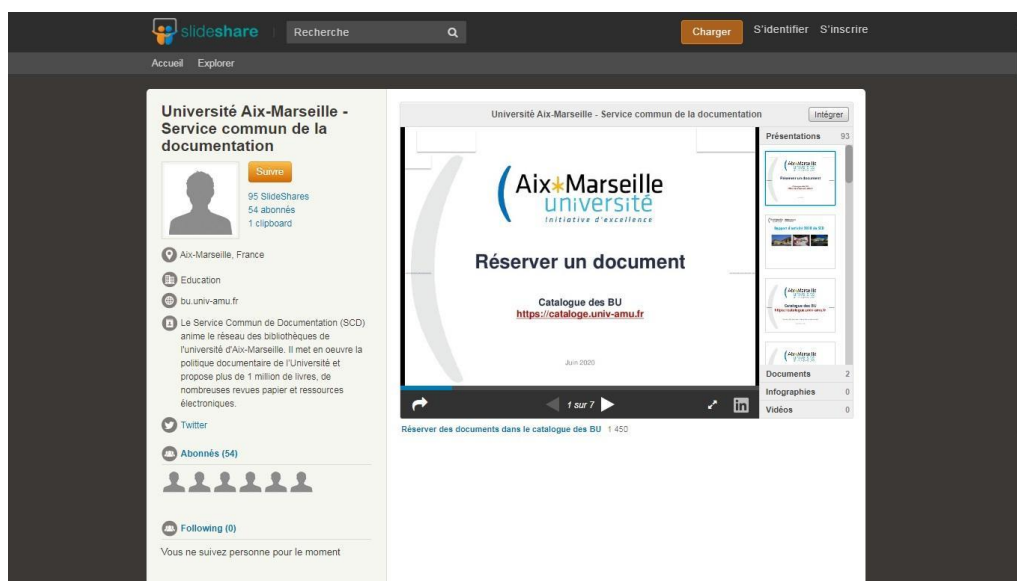 slideshare
Recherche
Charger
S'identifier S'inscrire
Accueil Explorer
Université Aix-Marseille -
Service commun de la
documentation
Suivre
95 SlideShares
54 abonnés
1 clipboard
Aix-Marseille, France
Education
bu.univ-amu.fr
Le Service Commun de Documentation (SCD)
anime le réseau des bibliothèques de
l'université d'Aix-Marseille. Il met en oeuvre la
politique documentaire de l'Université et
propose plus de 1 million de livres, de
nombreuses revues papier et ressources
électroniques.
Twitter
Abonnés (54)
Following (0)
Vous ne suivez personne pour le moment
Université Aix-Marseille - Service commun de la documentation
Intégrer
Aix*Marseille
université
Initiative d'excellence
Réserver un document
Catalogue des BU
https://cataloge.univ-amu.fr
Juin 2020
1 sur 7
in
Présentations 93
Réserver un document
Documents 2
Infographies 0
Vidéos 0
Réserver des documents dans le catalogue des BU 1 450